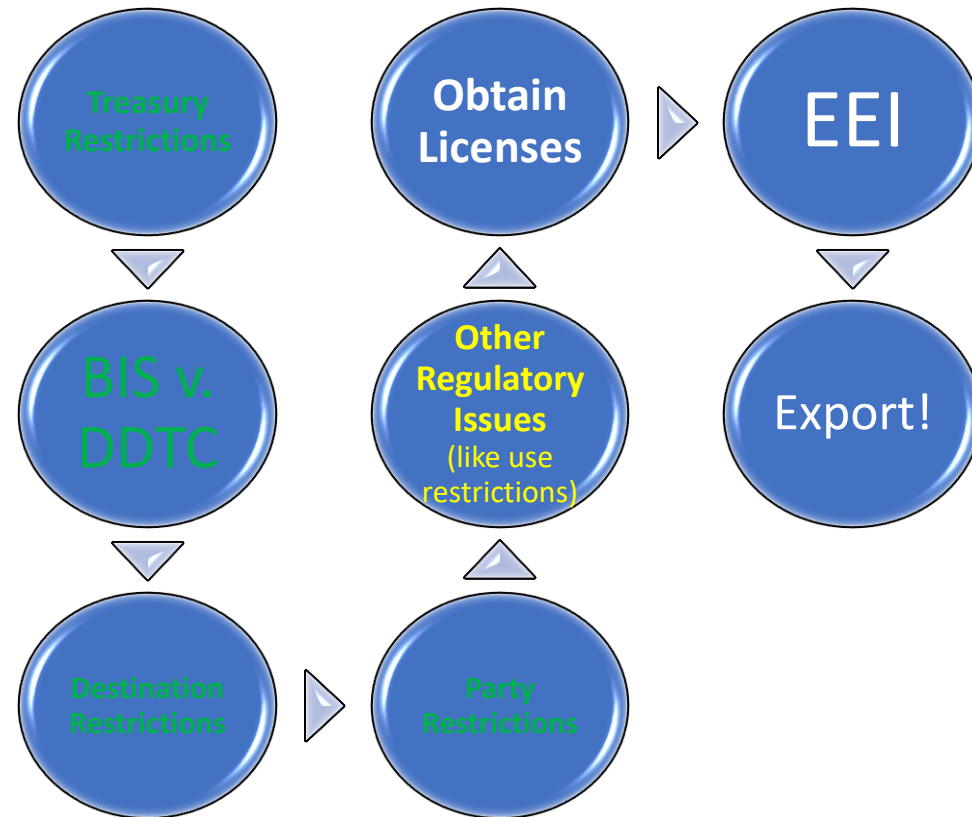 Treasury
Restrictions
BIS v.
DDTC
Destination
Restrictions
Party
Restrictions
Other
Regulatory
Issues
(like use
restrictions)
Obtain
Licenses
EEI
Export!